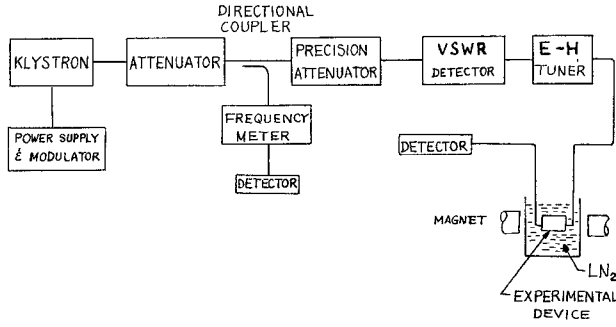 DIRECTIONAL
COUPLER
KLYSTRON
ATTENUATOR
PRECISION
ATTENUATOR
VSWR
DETECTOR
E-H
TUNER
POWER SUPPLY
& MODULATOR
FREQUENCY
METER
DETECTOR
DETECTOR
MAGNET
LN2
EXPERIMENTAL
DEVICE